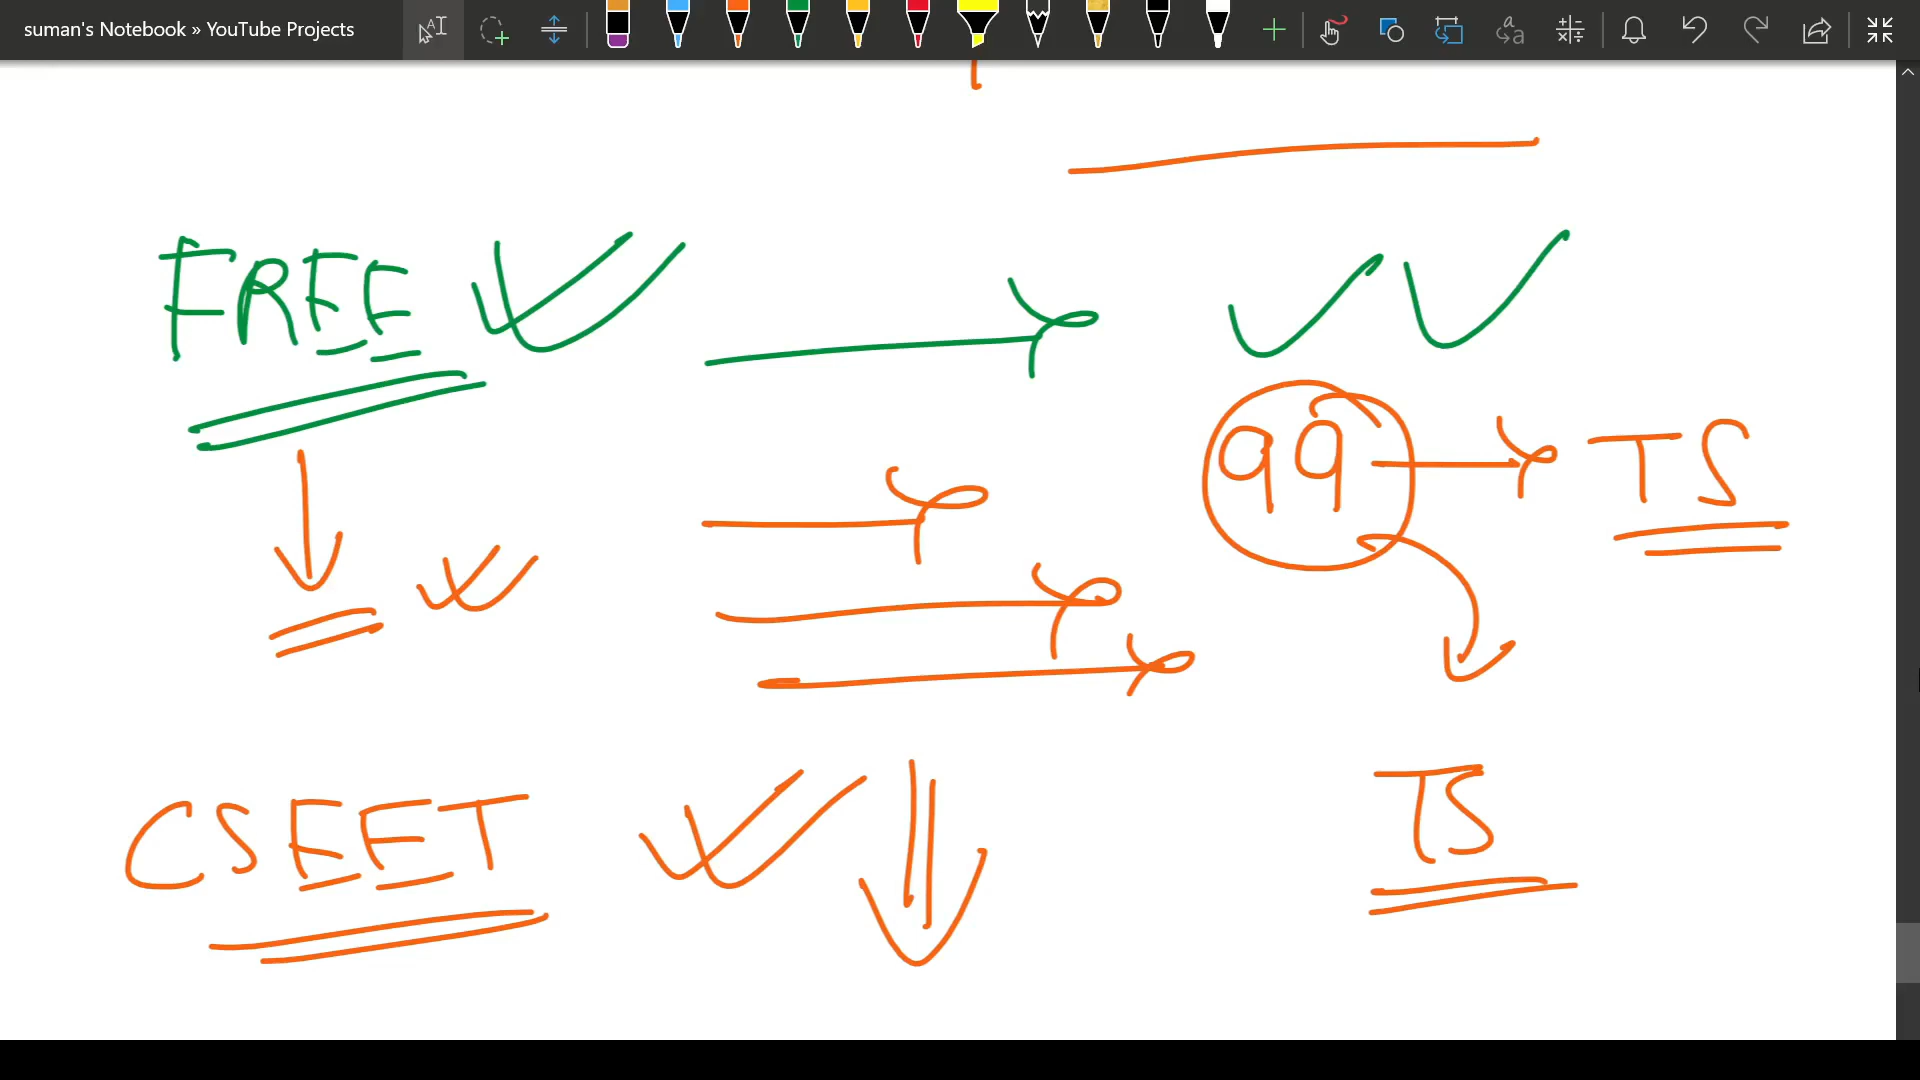 suman's Notebook » YouTube Projects
FREE
99 TS
CSEET
TS